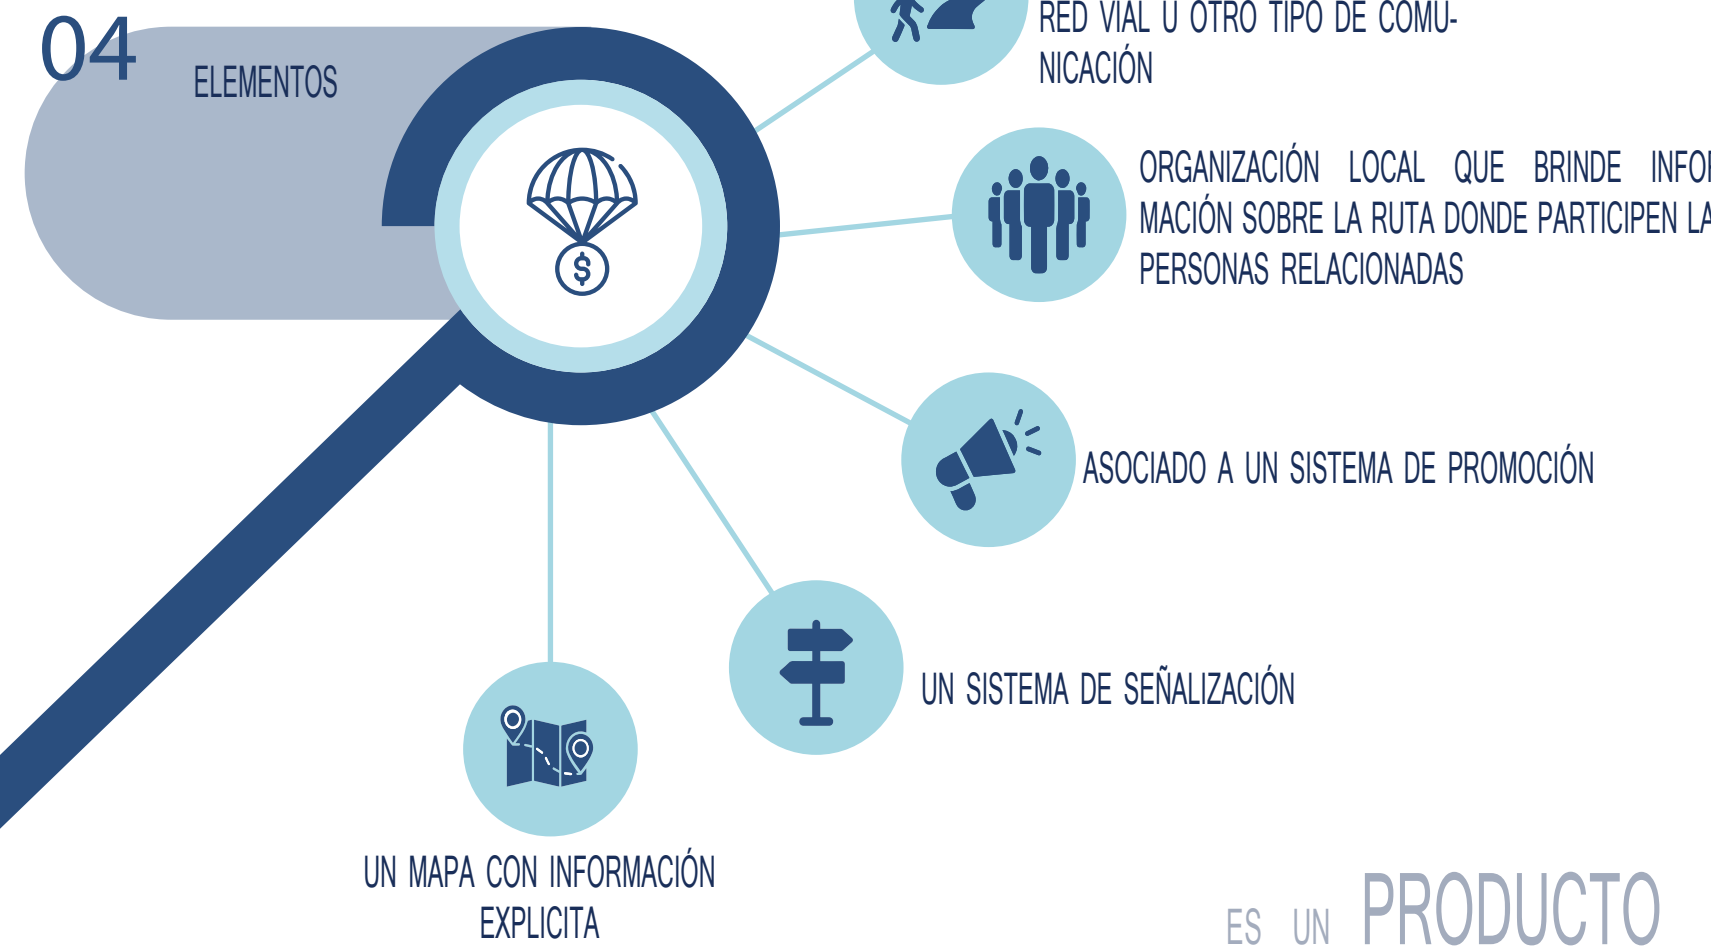 04
ELEMENTOS
RED VIAL U OTRO TIPO DE COMU-
NICACIÓN
ORGANIZACIÓN LOCAL QUE BRINDE
MACIÓN SOBRE LA RUTA DONDE PARTICIPEN
PERSONAS RELACIONADAS
ASOCIADO A UN SISTEMA DE PROMOCIÓN
UN SISTEMA DE SEÑALIZACIÓN
UN MAPA CON INFORMACIÓN
EXPLICITA
ES UN PRODUCTO